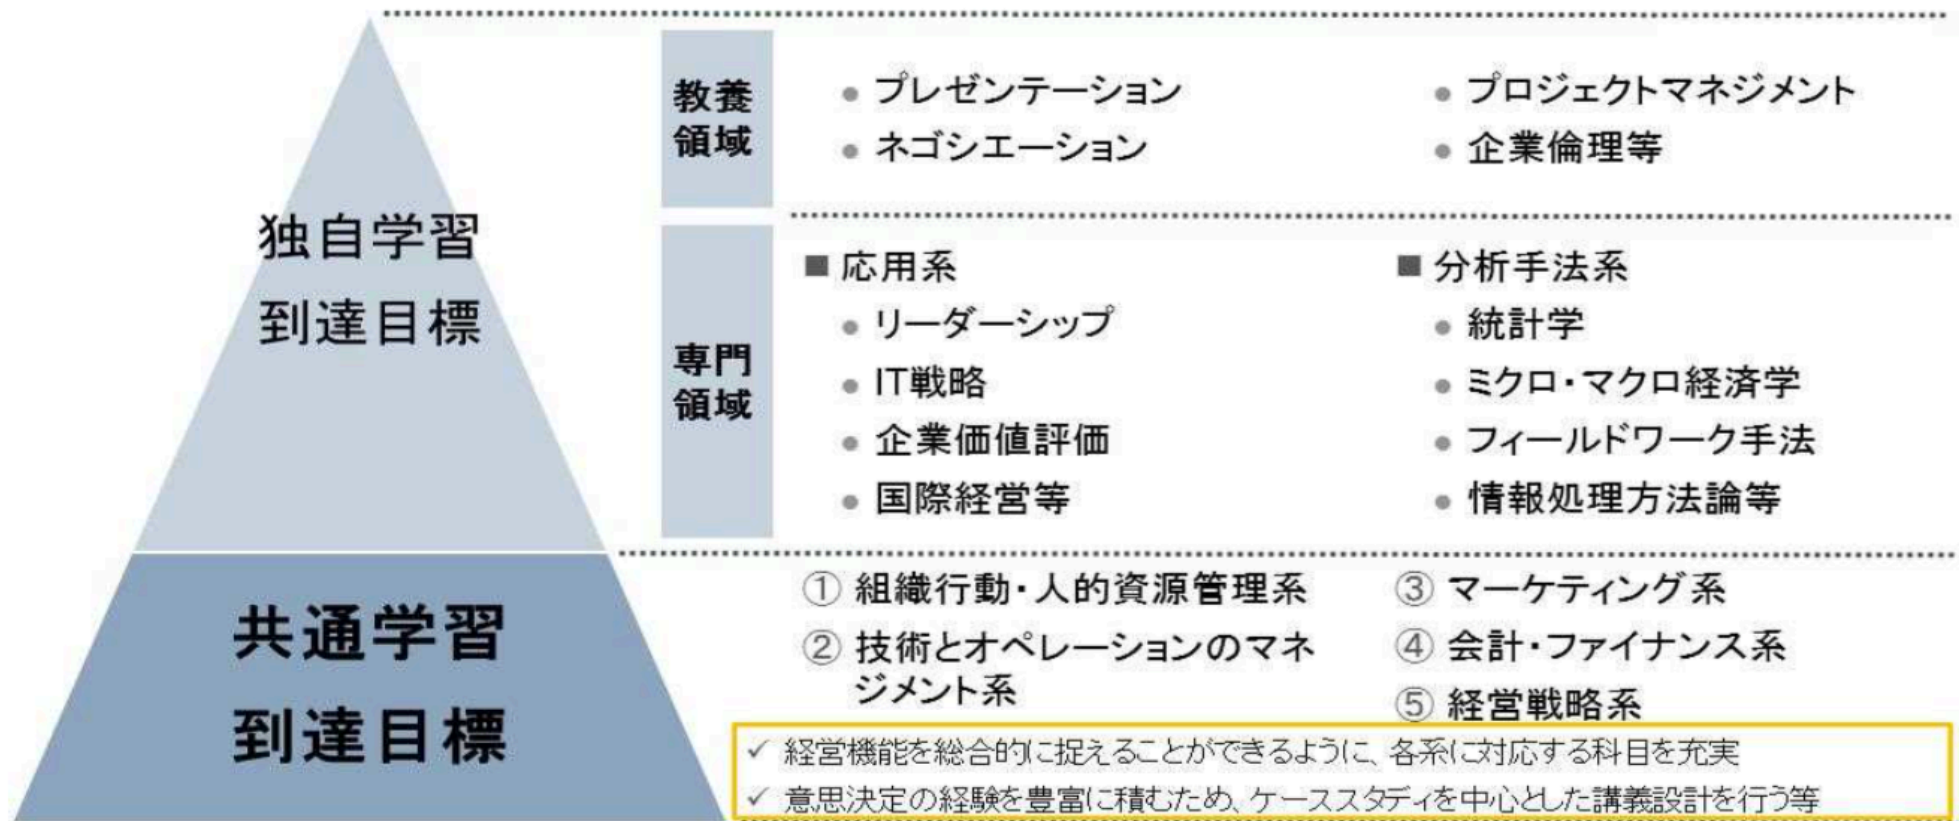 独自学習
到達目標
共通学習
到達目標
教養
領域
● プレゼンテーション
● ネゴシエーション
● プロジェクトマネジメント
● 企業倫理等
専門
領域
■ 応用系
● リーダーシップ
● IT戦略
● 企業価値評価
● 国際経営等
■ 分析手法系
● 統計学
● ミクロ・マクロ経済学
● フィールドワーク手法
● 情報処理方法論等
① 組織行動・人的資源管理系
② 技術とオペレーションのマネ
ジメント系
③ マーケティング系
④ 会計・ファイナンス系
⑤ 経営戦略系
✓ 経営機能を総合的に捉えることができるように、各系に対応する科目を充実
✓ 意思決定の経験を豊富に積むため、ケーススタディを中心とした講義設計を行う等